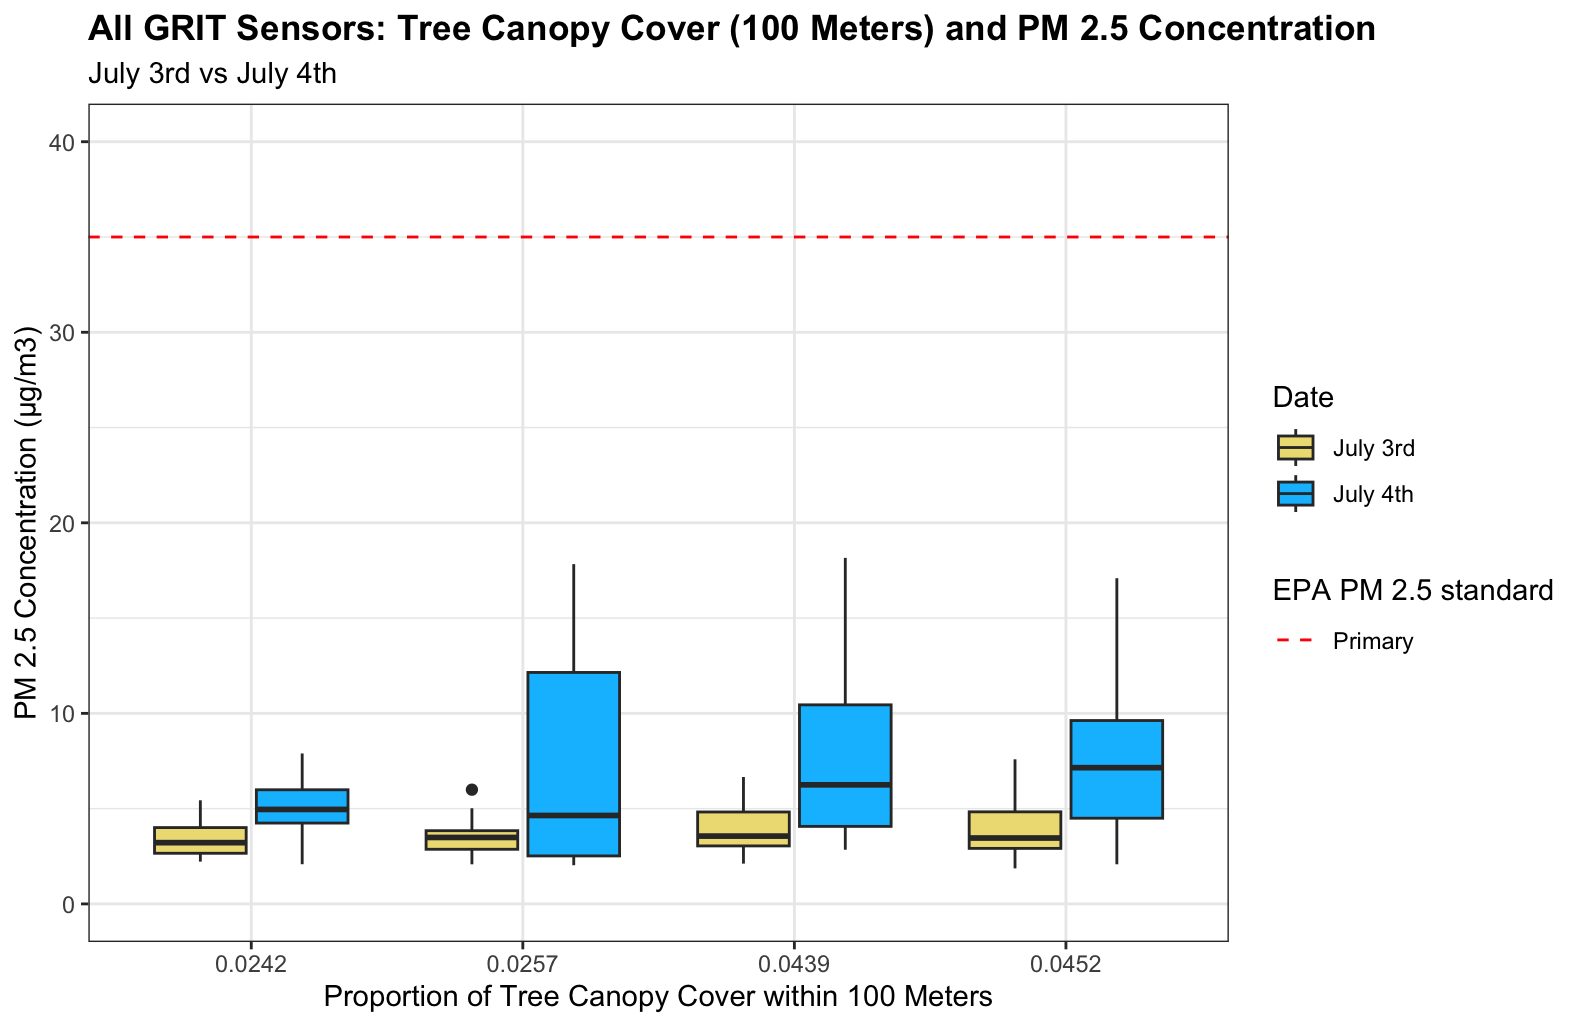 All GRIT Sensors: Tree Canopy Cover (100 Meters) and PM 2.5 Concentration
July 3rd vs July 4th
PM 2.5 Concentration (μg/m3)
40
30
20
10
0
0.0242
0.0257
0.0439
0.0452
Proportion of Tree Canopy Cover within 100 Meters
Date
July 3rd
July 4th
EPA PM 2.5 standard
Primary